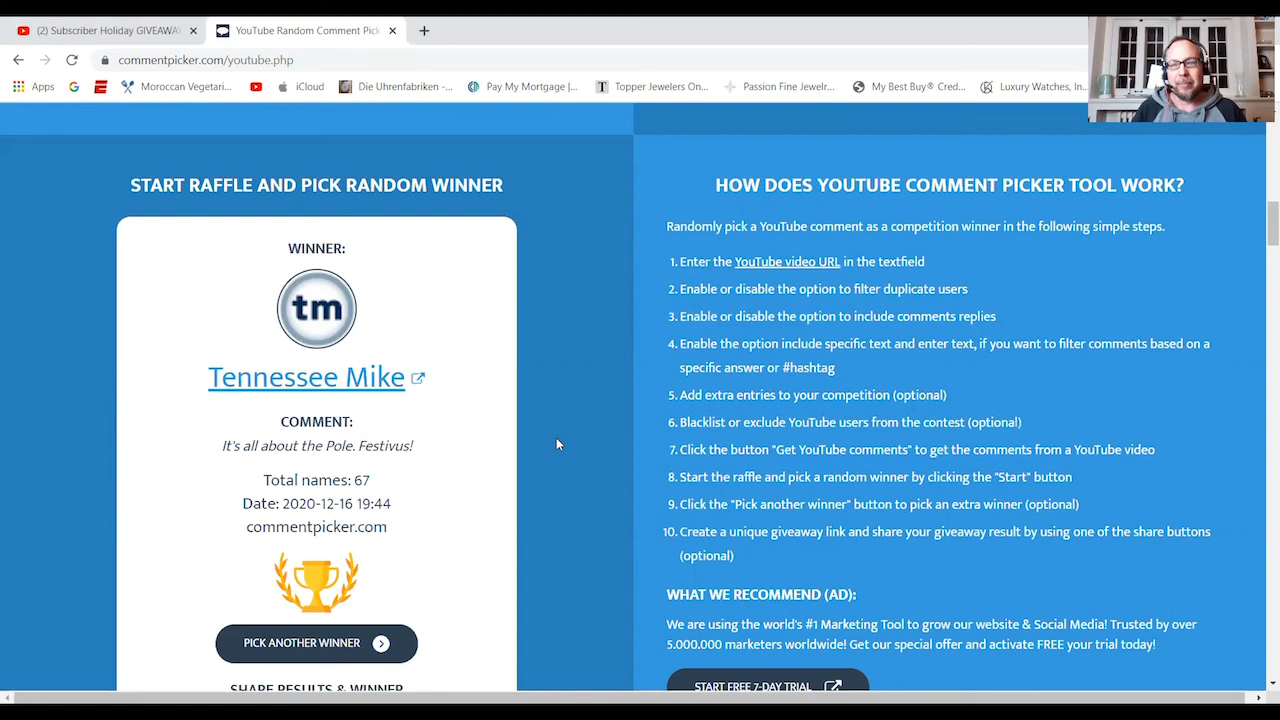 (2) Subscriber Holiday GIVEAWA
YouTube Random Comment Pick
commentpicker.com/youtube.php
Apps
Moroccan Vegetari...
iCloud
Die Uhrenfabriken -...
Pay My Mortgage |...
Topper Jewelers On...
Passion Fine Jewelr...
My Best Buy® Cred...
Luxury Watches, In...
START RAFFLE AND PICK RANDOM WINNER
WINNER:
tm
Tennessee Mike
COMMENT:
It's all about the Pole. Festivus!
Total names: 67
Date: 2020-12-16 19:44
commentpicker.com
PICK ANOTHER WINNER
SHARE RESULTS & WINNER
HOW DOES YOUTUBE COMMENT PICKER TOOL WORK?
Randomly pick a YouTube comment as a competition winner in the following simple steps.
1. Enter the YouTube video URL in the textfield
2. Enable or disable the option to filter duplicate users
3. Enable or disable the option to include comments replies
4. Enable the option include specific text and enter text, if you want to filter comments based on a
specific answer or #hashtag
5. Add extra entries to your competition (optional)
6. Blacklist or exclude YouTube users from the contest (optional)
7. Click the button "Get YouTube comments" to get the comments from a YouTube video
8. Start the raffle and pick a random winner by clicking the "Start" button
9. Click the "Pick another winner" button to pick an extra winner (optional)
10. Create a unique giveaway link and share your giveaway result by using one of the share buttons
(optional)
WHAT WE RECOMMEND (AD):
We are using the world's #1 Marketing Tool to grow our website & Social Media! Trusted by over
5.000.000 marketers worldwide! Get our special offer and activate FREE your trial today!
START FREE 7-DAY TRIAL